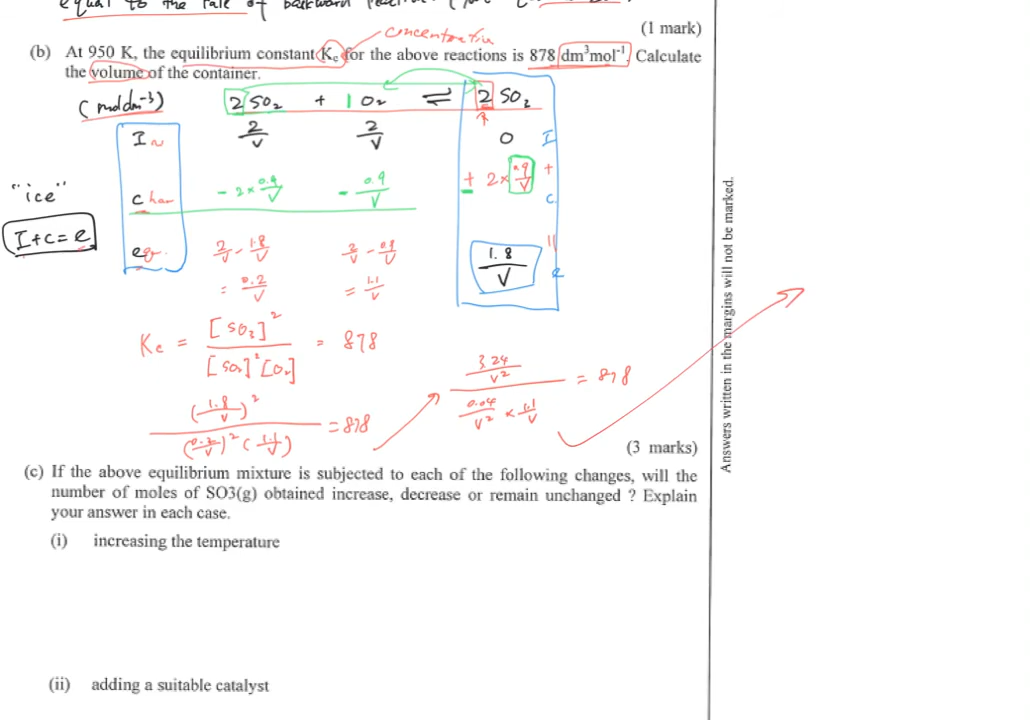 equal to the rate of backward
(1 mark)
concentration
(b) At 950 K, the equilibrium constant Kc for the above reactions is 878 dm³mol⁻¹. Calculate
the volume of the container.
(mol dm⁻³) 2 SO₂ + 1 O₂ ⇌ 2 SO₂
I 2/V 2/V 0 I
"ice" C - 2 × 0.9/V - 0.9/V + 2 × 0.9/V + C
I + C = e
eq. 2/V - 1.8/V 2/V - 0.9/V 1.8/V || e
= 0.2/V = 1.1/V
Kc = [SO₃]² / [SO₂]² [O₂] = 878
(1.8/V)² / (0.2/V)² (1.1/V) = 878
3.24/V² / 0.04/V² × 1.1/V = 878
(3 marks)
(c) If the above equilibrium mixture is subjected to each of the following changes, will the
number of moles of SO3(g) obtained increase, decrease or remain unchanged ? Explain
your answer in each case.
(i) increasing the temperature
(ii) adding a suitable catalyst
Answers written in the margins will not be marked.